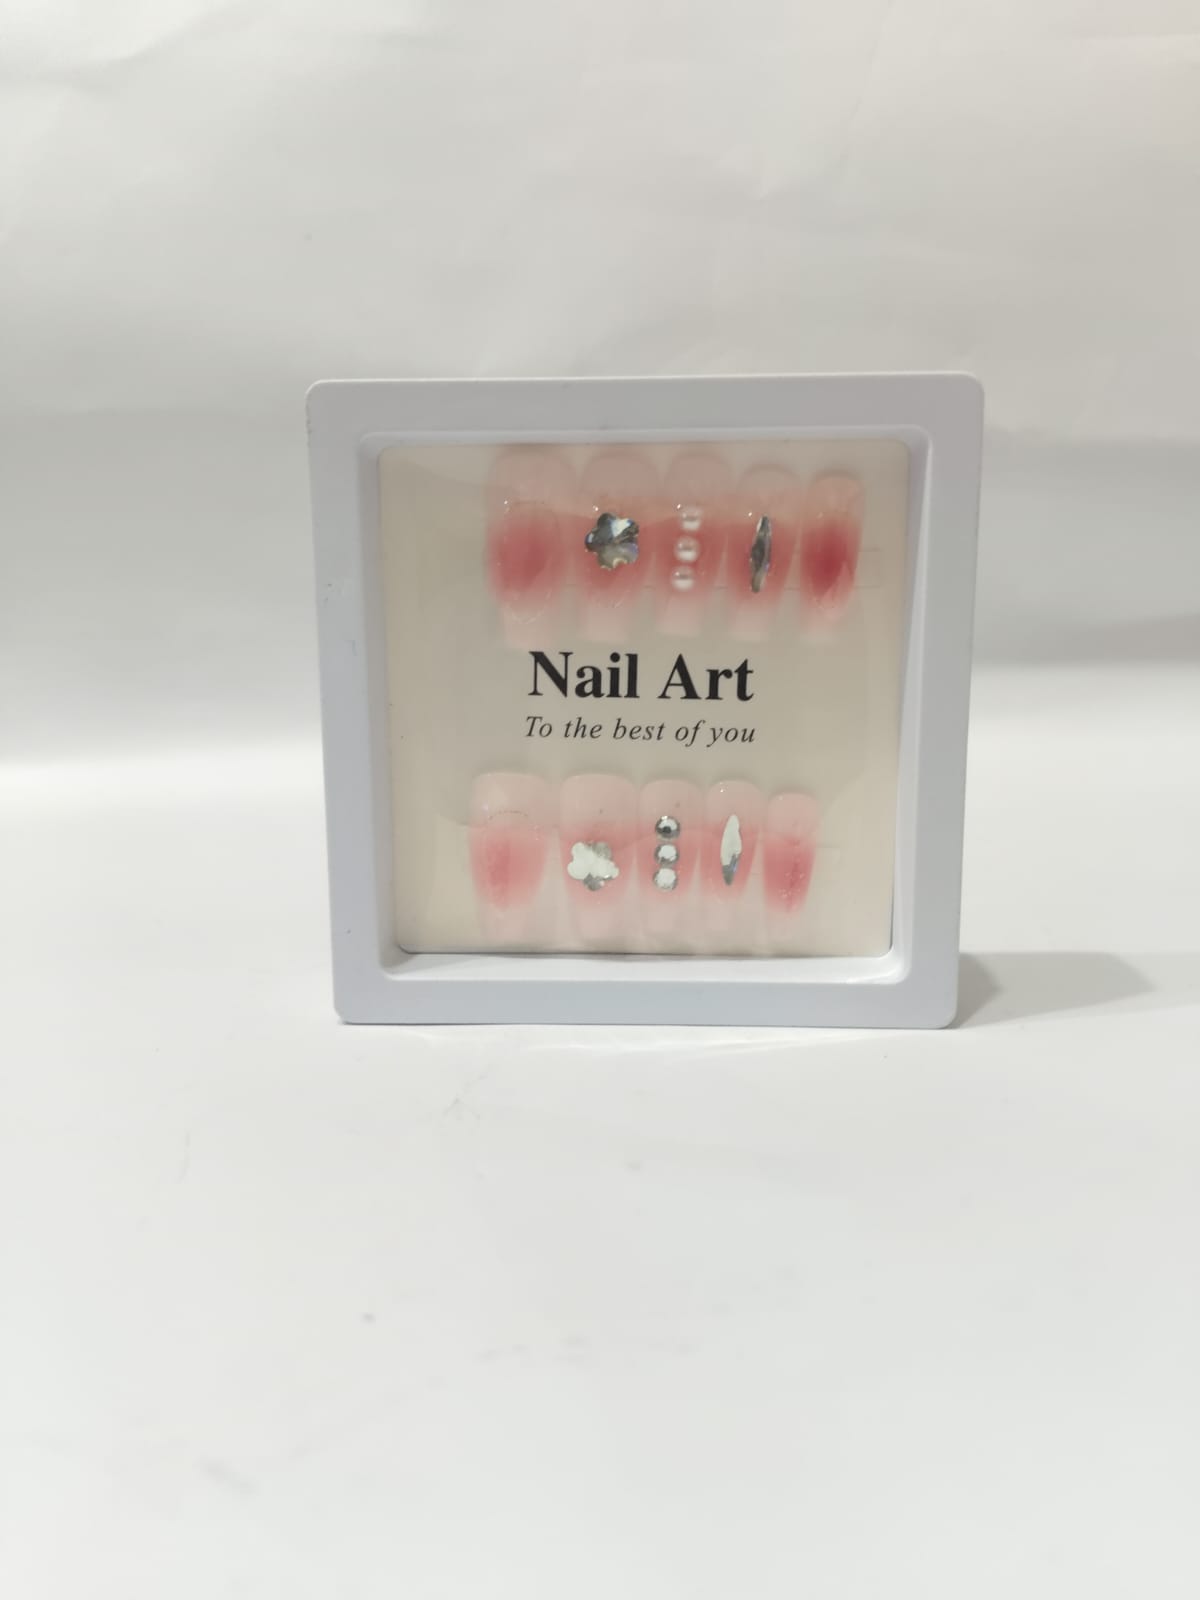 Nail Art
To the best of you